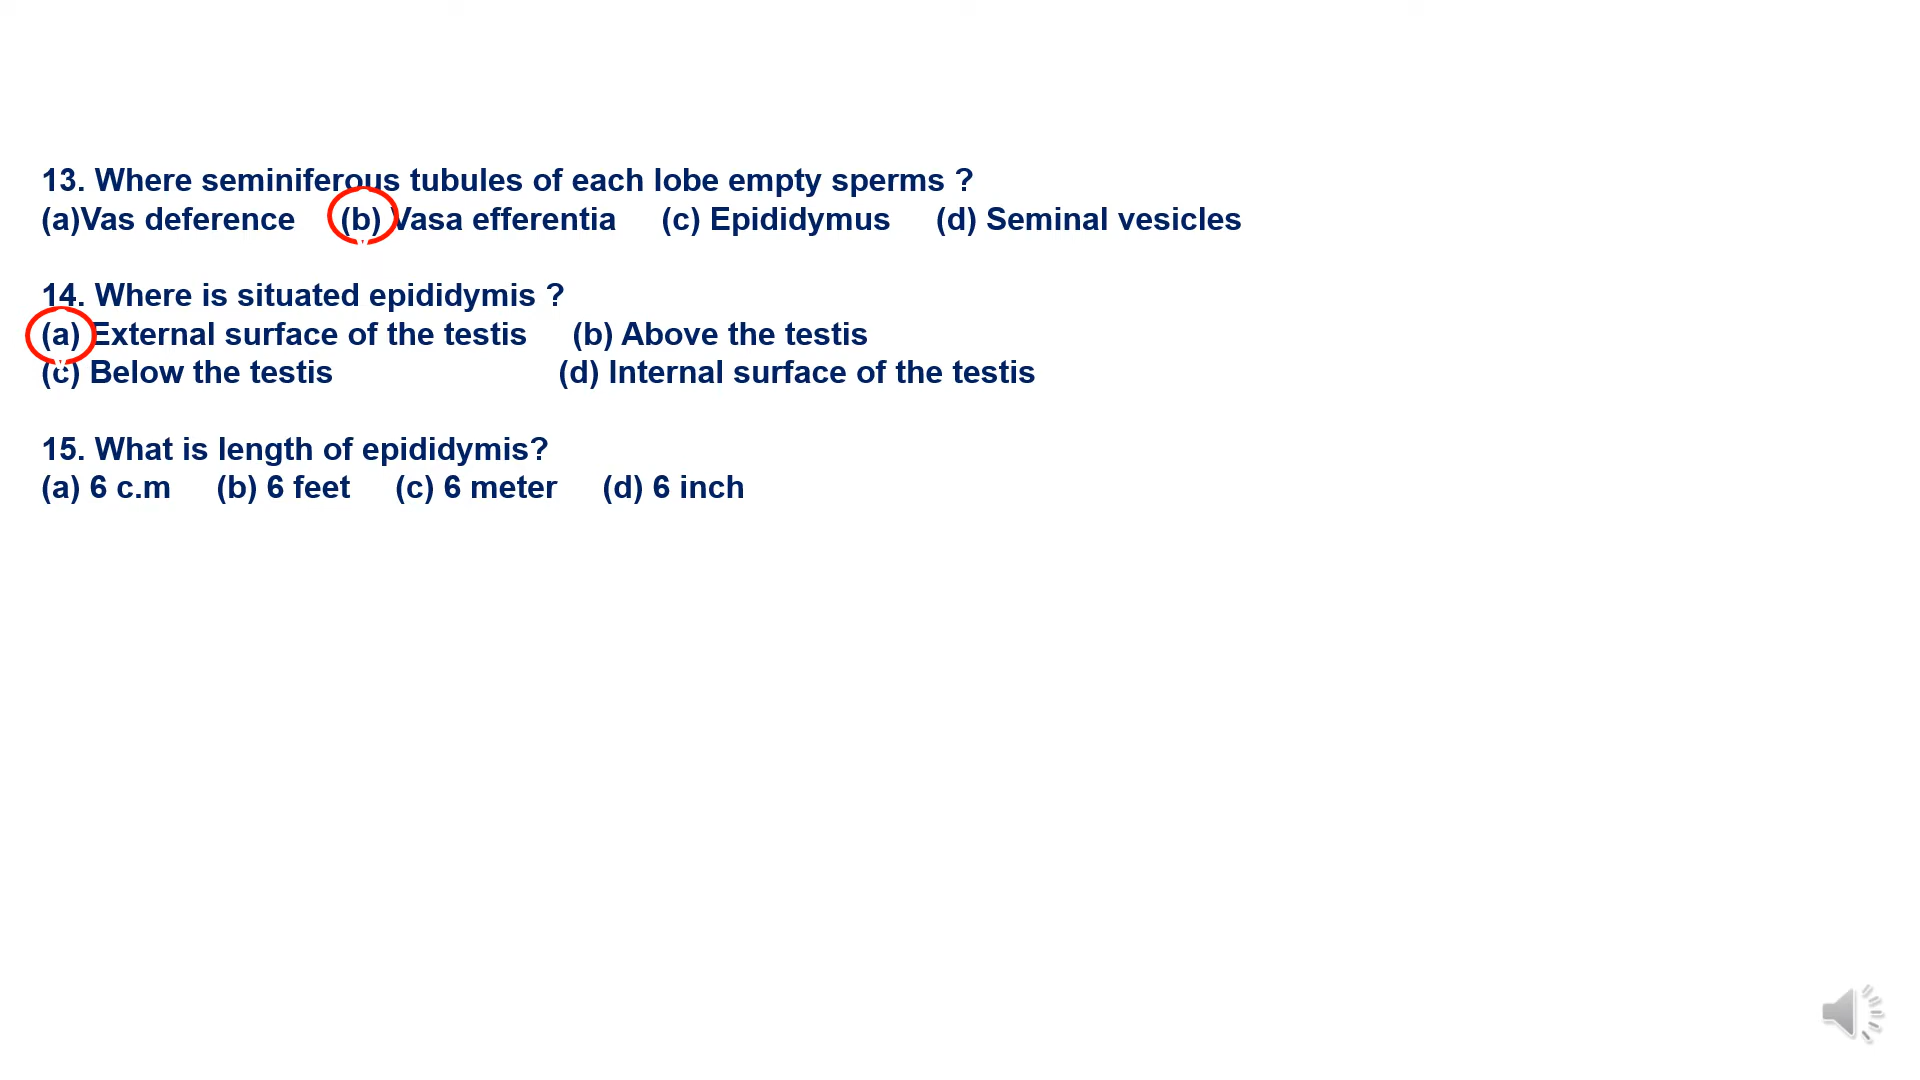 13. Where seminiferous tubules of each lobe empty sperms ?
(a)Vas deference (b) Vasa efferentia (c) Epididymus (d) Seminal vesicles
14. Where is situated epididymis ?
(a) External surface of the testis (b) Above the testis
(c) Below the testis (d) Internal surface of the testis
15. What is length of epididymis?
(a) 6 c.m (b) 6 feet (c) 6 meter (d) 6 inch